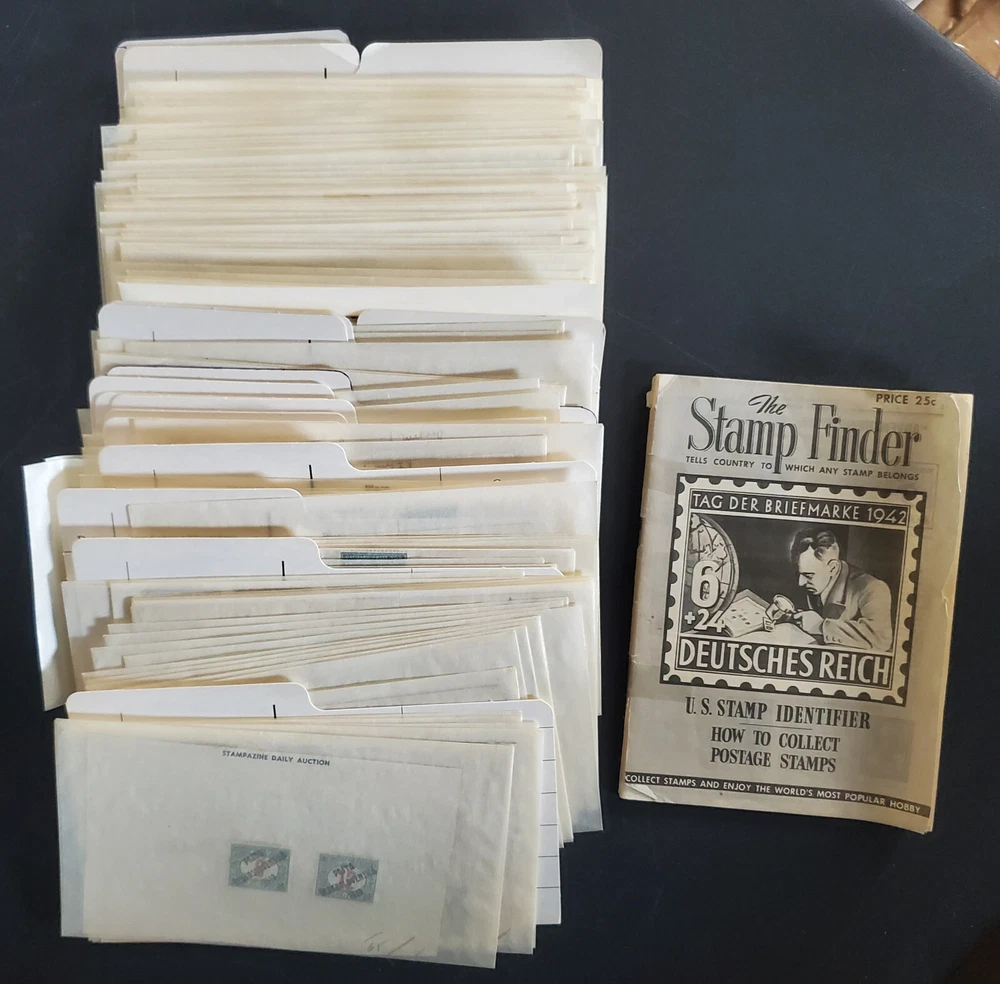 STAMPAZINE DAILY AUCTION
PRICE 25c
The
Stamp Finder
TELLS COUNTRY TO WHICH ANY STAMP BELONGS
TAG DER BRIEFMARKE 1942
6
+24
DEUTSCHES REICH
U. S. STAMP IDENTIFIER
HOW TO COLLECT
POSTAGE STAMPS
COLLECT STAMPS AND ENJOY THE WORLD'S MOST POPULAR HOBBY